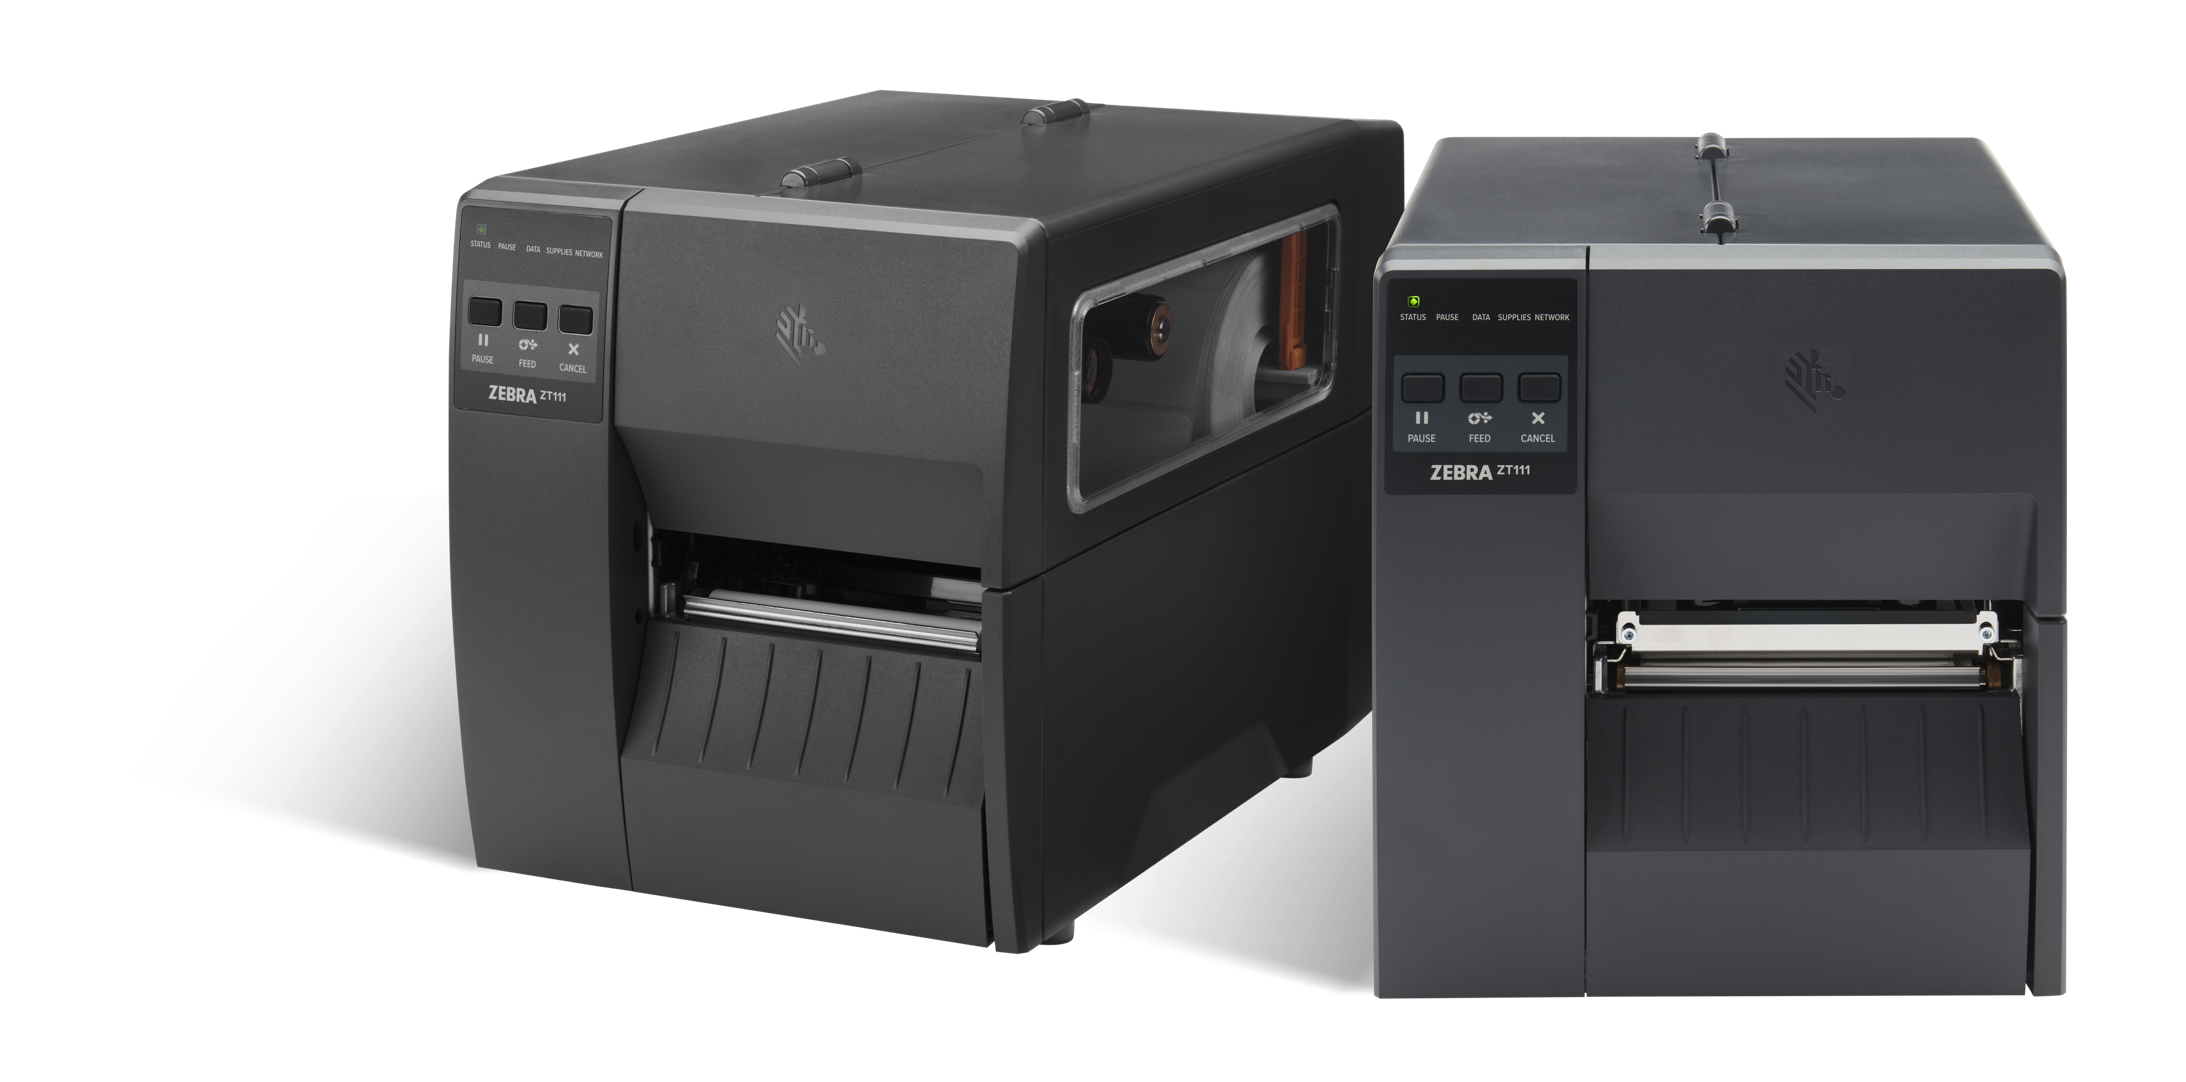 STATUS PAUSE DATA SUPPLIES NETWORK
PAUSE FEED CANCEL
ZEBRA ZT111
STATUS PAUSE DATA SUPPLIES NETWORK
PAUSE FEED CANCEL
ZEBRA ZT111